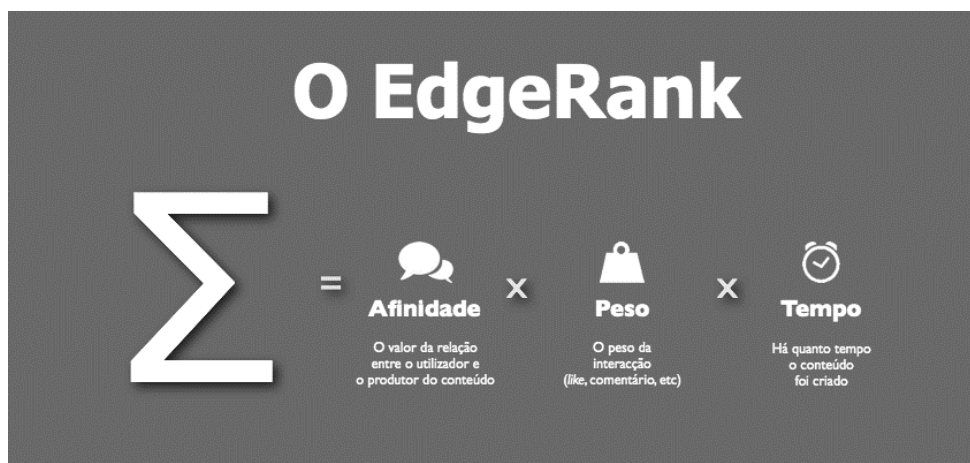 O EdgeRank
Σ = Afinidade x Peso x Tempo
O valor da relação
entre o utilizador e
o produtor do conteúdo
O peso da
interacção
(like, comentário, etc)
Há quanto tempo
o conteúdo
foi criado